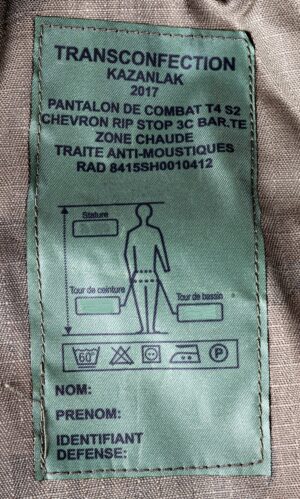 TRANSCONFECTION
KAZANLAK
2017
PANTALON DE COMBAT T4 S2
CHEVRON RIP STOP 3C BAR.TE
ZONE CHAUDE
TRAITE ANTI-MOUSTIQUES
RAD 8415SH0010412
Stature
Tour de ceinture
Tour de bassin
60°
P
NOM:
PRENOM:
IDENTIFIANT
DEFENSE: